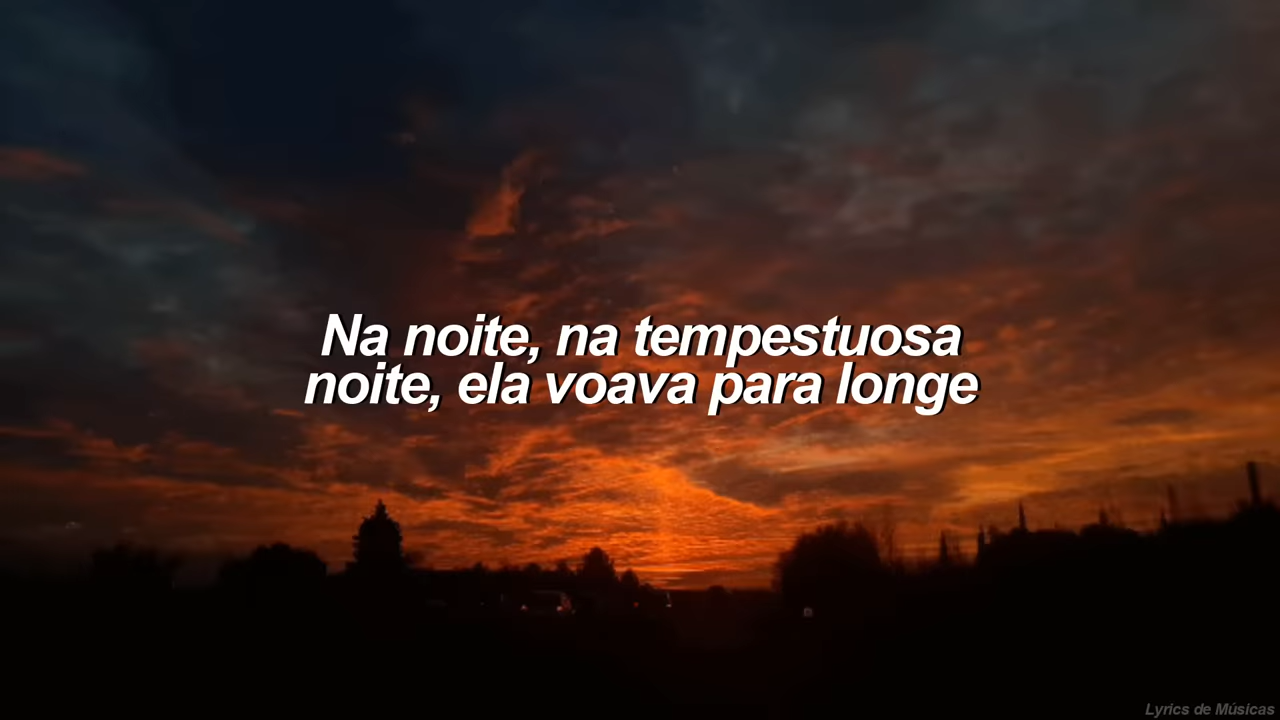 Na noite, na tempestuosa
noite, ela voava para longe
Lyrics de Músicas